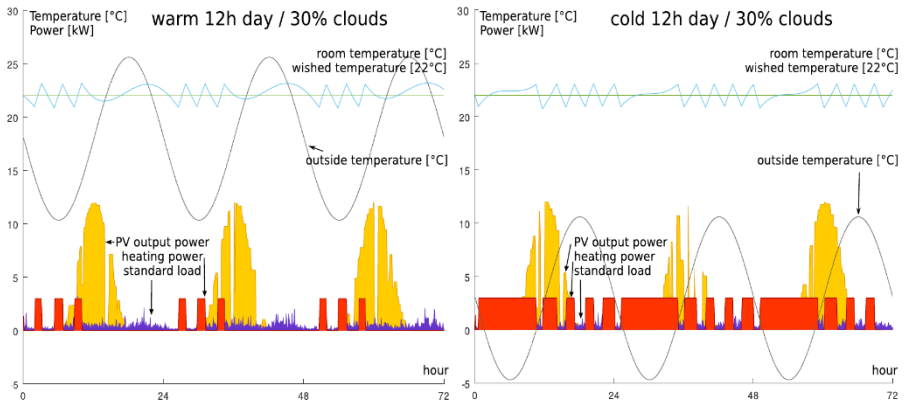 Temperature [°C]
Power [kW]
warm 12h day / 30% clouds
room temperature [°C]
wished temperature [22°C]
outside temperature [°C]
PV output power
heating power
standard load
hour
30
25
20
15
10
5
0
-5
0
24
48
72
Temperature [°C]
Power [kW]
cold 12h day / 30% clouds
room temperature [°C]
wished temperature [22°C]
outside temperature [°C]
PV output power
heating power
standard load
hour
30
25
20
15
10
5
0
-5
0
24
48
72